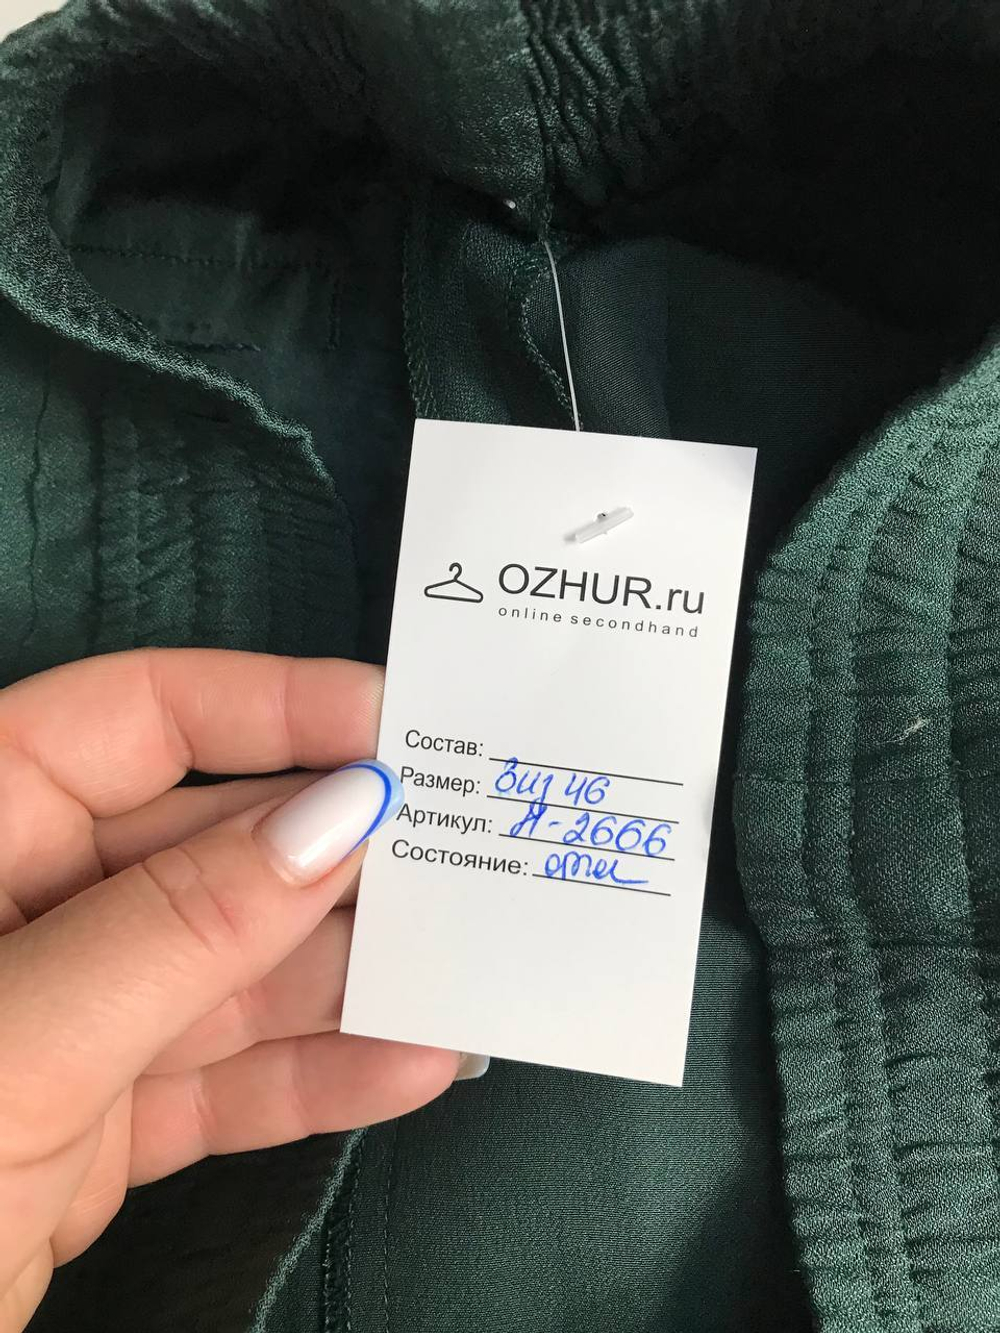 OZHUR.ru
online secondhand
Состав:
Размер: Виз 46
Артикул: Я-2666
Состояние: отл